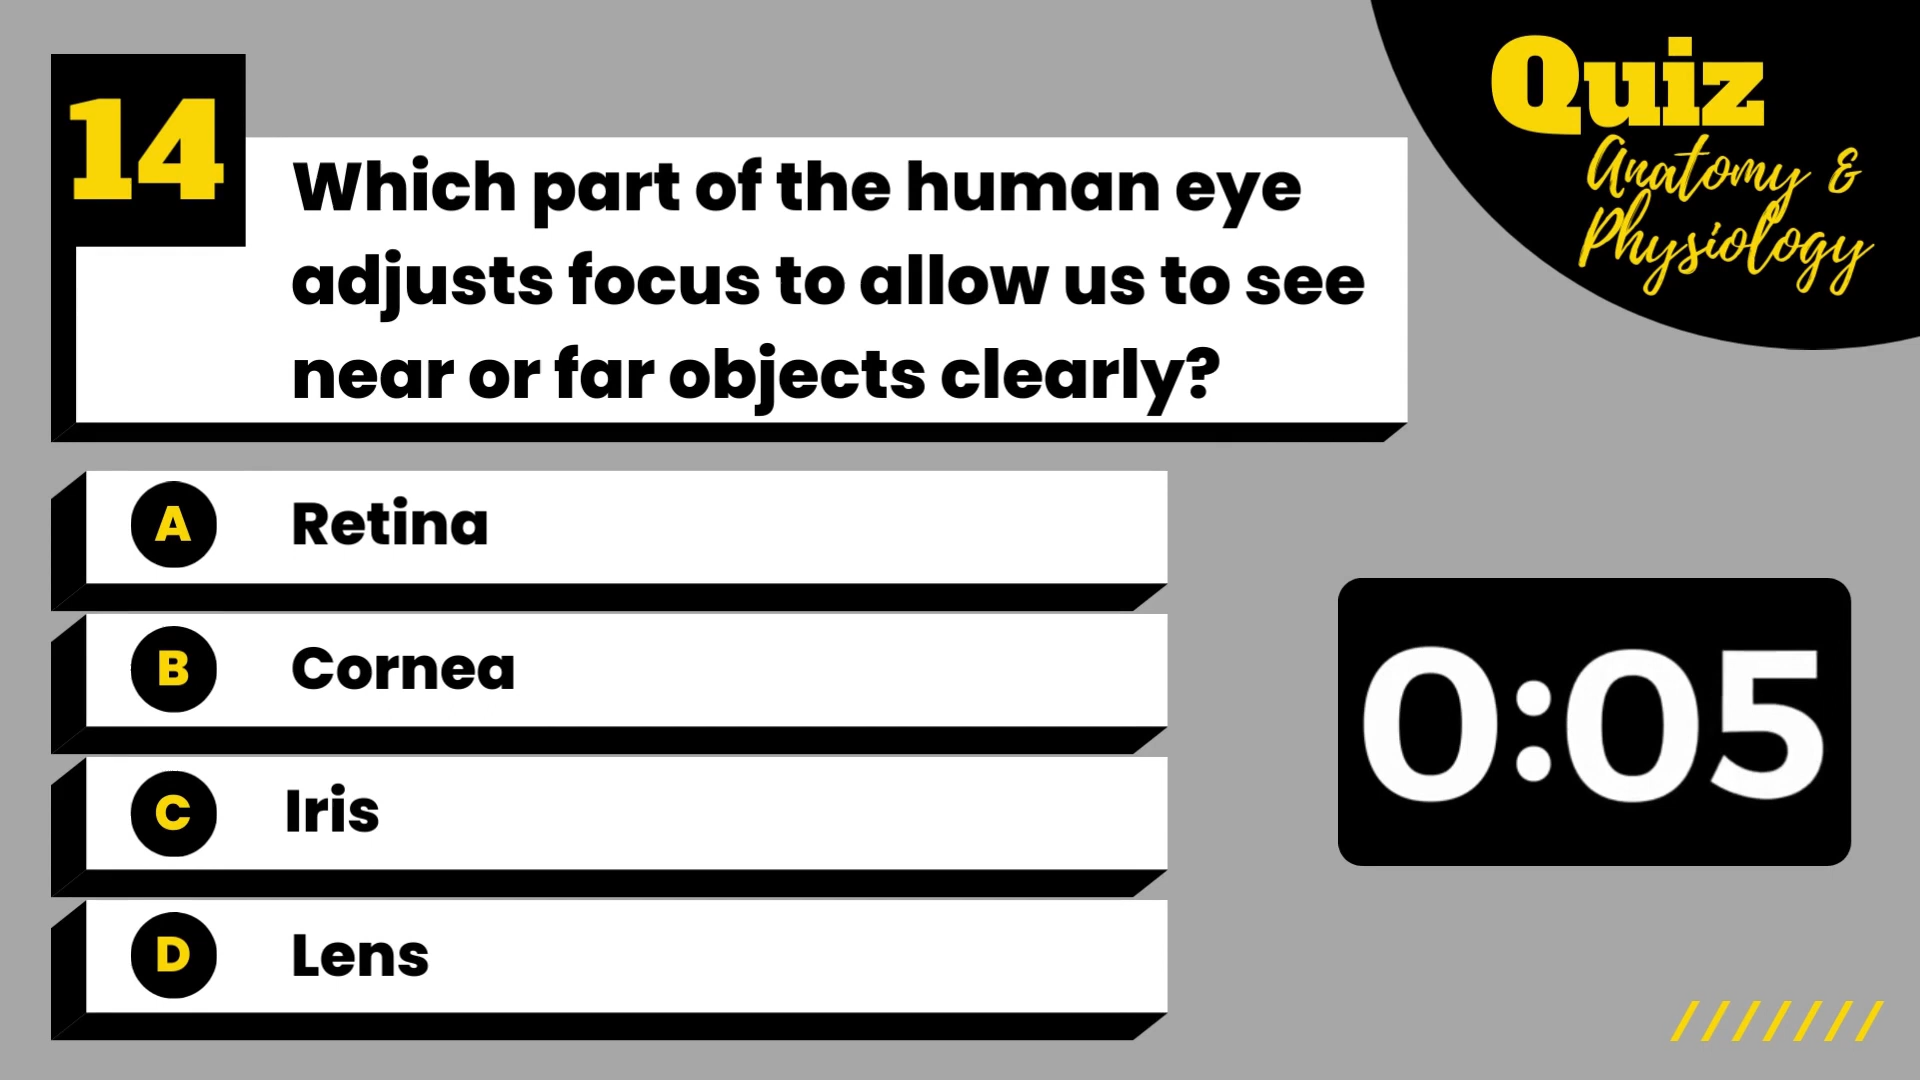 14
Which part of the human eye
adjusts focus to allow us to see
near or far objects clearly?
Quiz
Anatomy &
Physiology
A Retina
B Cornea
C Iris
D Lens
0:05